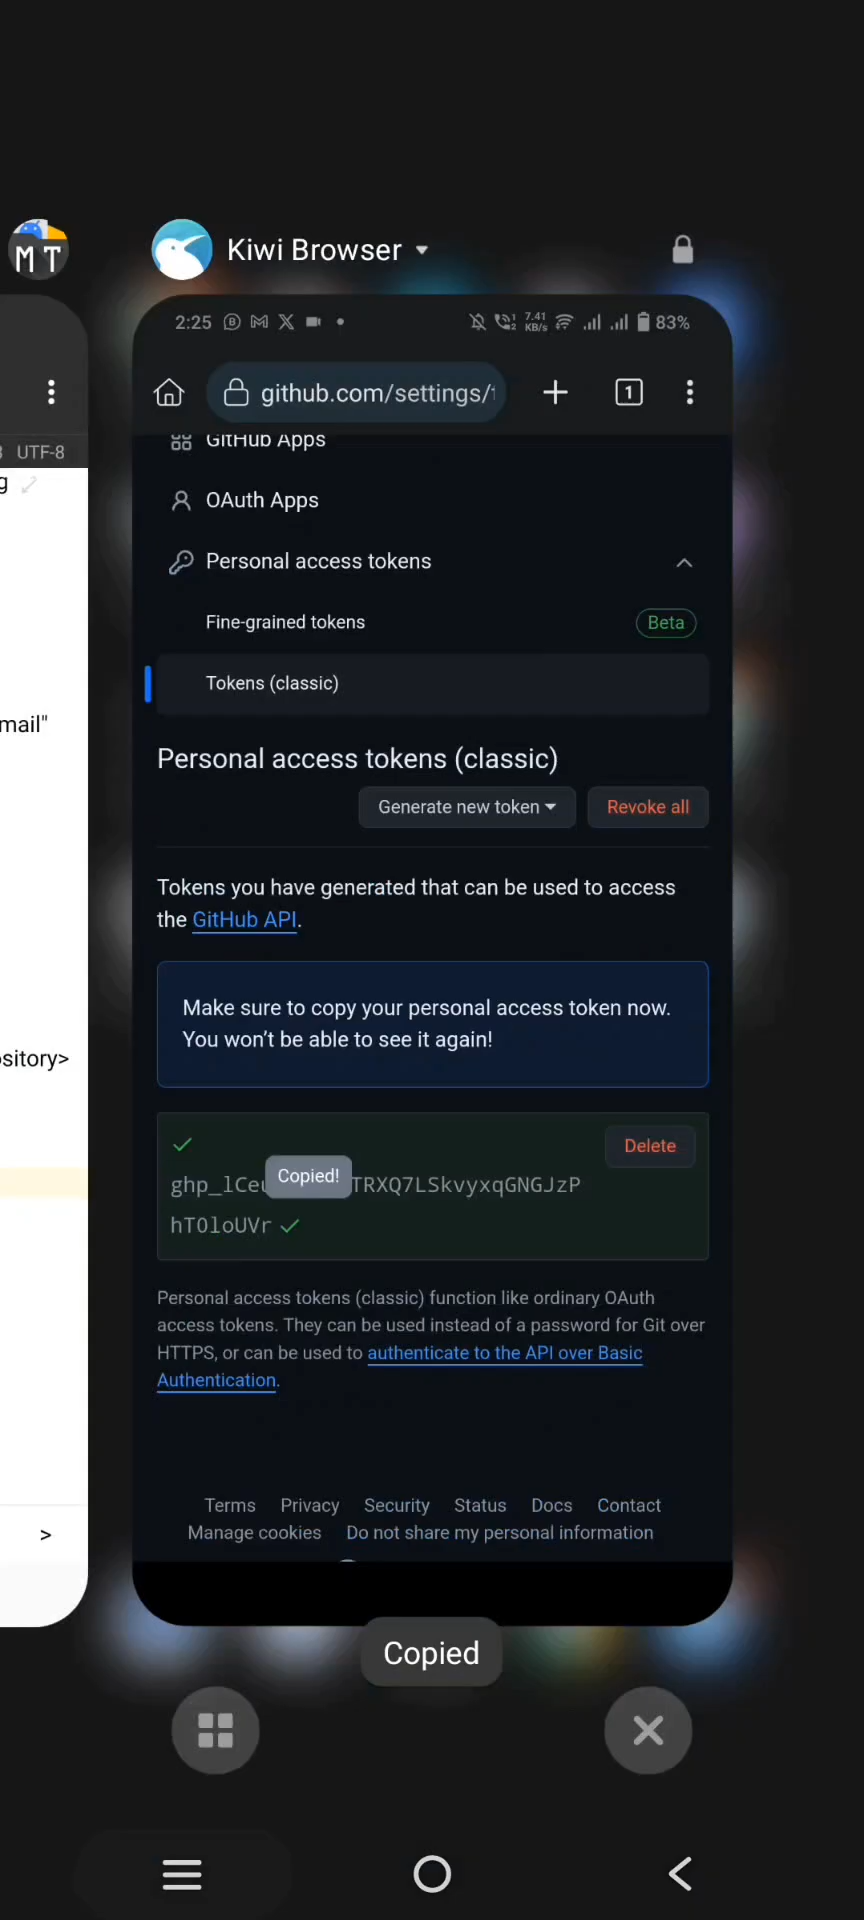 M T
Kiwi Browser
2:25
7.41
KB/s
83%
github.com/settings/
1
UTF-8
GitHub Apps
OAuth Apps
Personal access tokens
Fine-grained tokens
Beta
Tokens (classic)
mail"
Personal access tokens (classic)
Generate new token
Revoke all
Tokens you have generated that can be used to access
the GitHub API.
Make sure to copy your personal access token now.
You won't be able to see it again!
sitory>
Delete
Copied!
Personal access tokens (classic) function like ordinary OAuth
access tokens. They can be used instead of a password for Git over
HTTPS, or can be used to authenticate to the API over Basic
Authentication.
Terms Privacy Security Status Docs Contact
Manage cookies Do not share my personal information
>
Copied